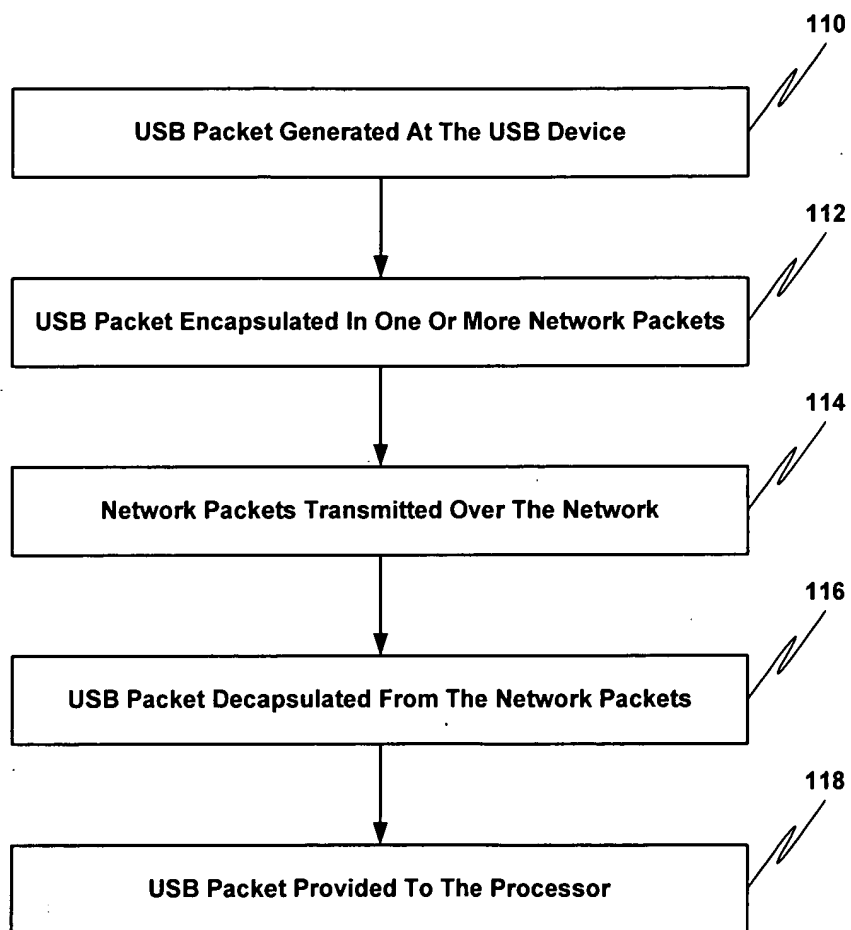 110
USB Packet Generated At The USB Device
112
USB Packet Encapsulated In One Or More Network Packets
114
Network Packets Transmitted Over The Network
116
USB Packet Decapsulated From The Network Packets
118
USB Packet Provided To The Processor